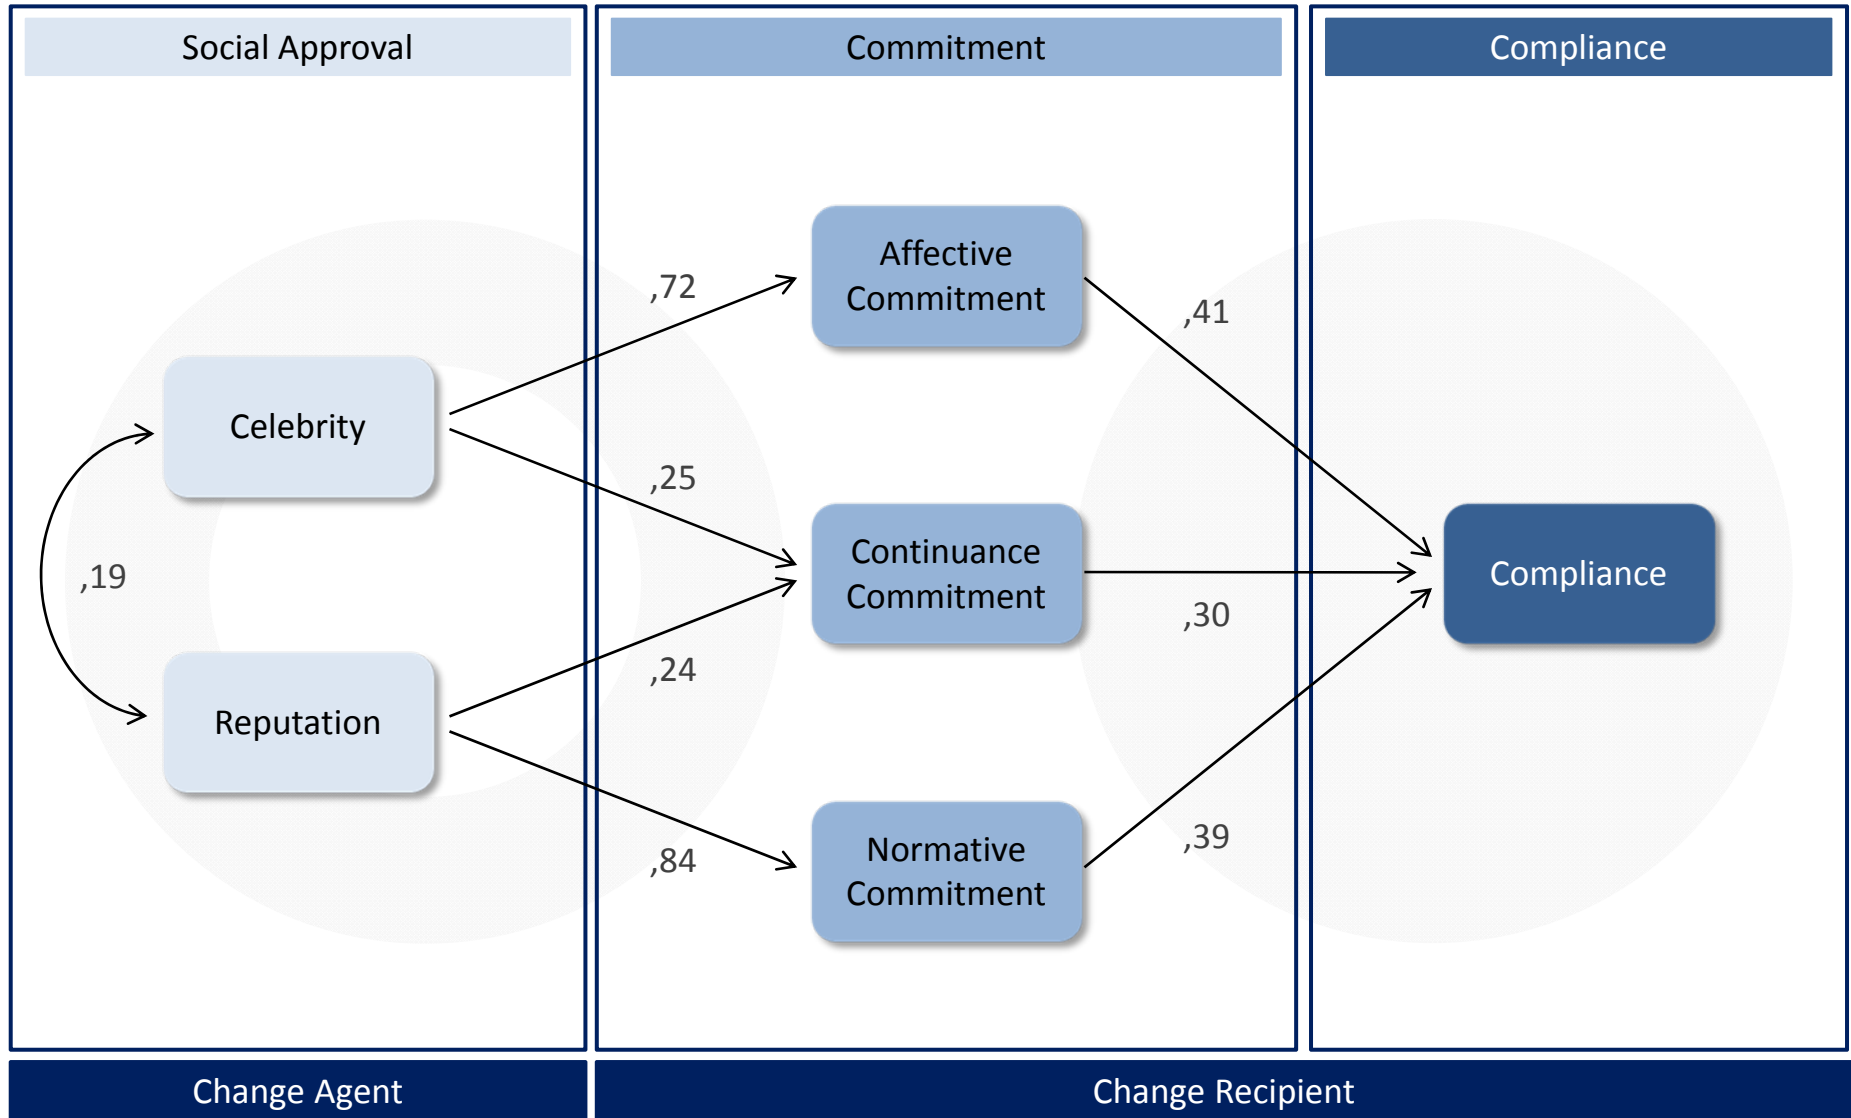 Social Approval
Commitment
Compliance
Affective
Commitment
,72
,41
Celebrity
,25
Continuance
Commitment
Compliance
,19
,30
,24
Reputation
,84
,39
Normative
Commitment
Change Agent
Change Recipient